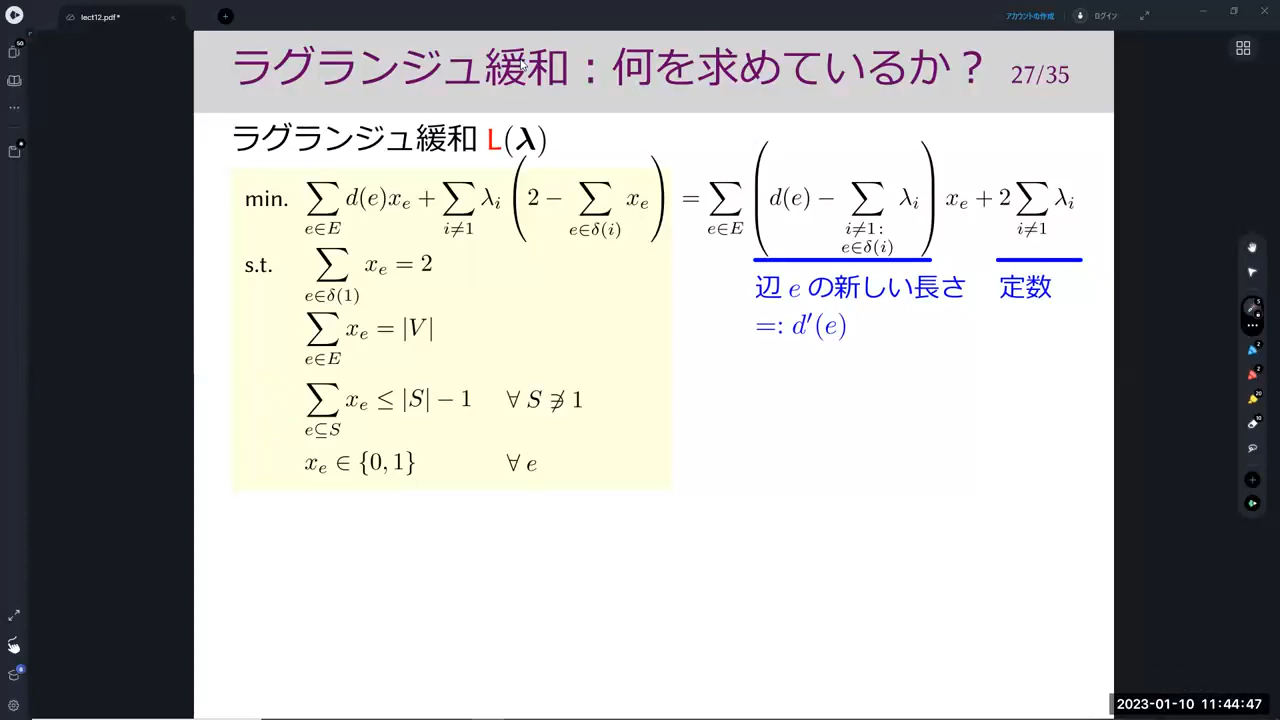 lect12.pdf*
アカウントの作成 ログイン
ラグランジュ緩和：何を求めているか？ 27/35
ラグランジュ緩和 L(λ)
min. ∑_{e∈E} d(e)x_e + ∑_{i≠1} λ_i (2 − ∑_{e∈δ(i)} x_e) = ∑_{e∈E} (d(e) − ∑_{i≠1: e∈δ(i)} λ_i) x_e + 2∑_{i≠1} λ_i
s.t. ∑_{e∈δ(1)} x_e = 2
辺 e の新しい長さ 定数
=: d′(e)
∑_{e∈E} x_e = |V|
∑_{e⊆S} x_e ≤ |S| − 1 ∀ S ∌ 1
x_e ∈ {0, 1} ∀ e
2023-01-10 11:44:47